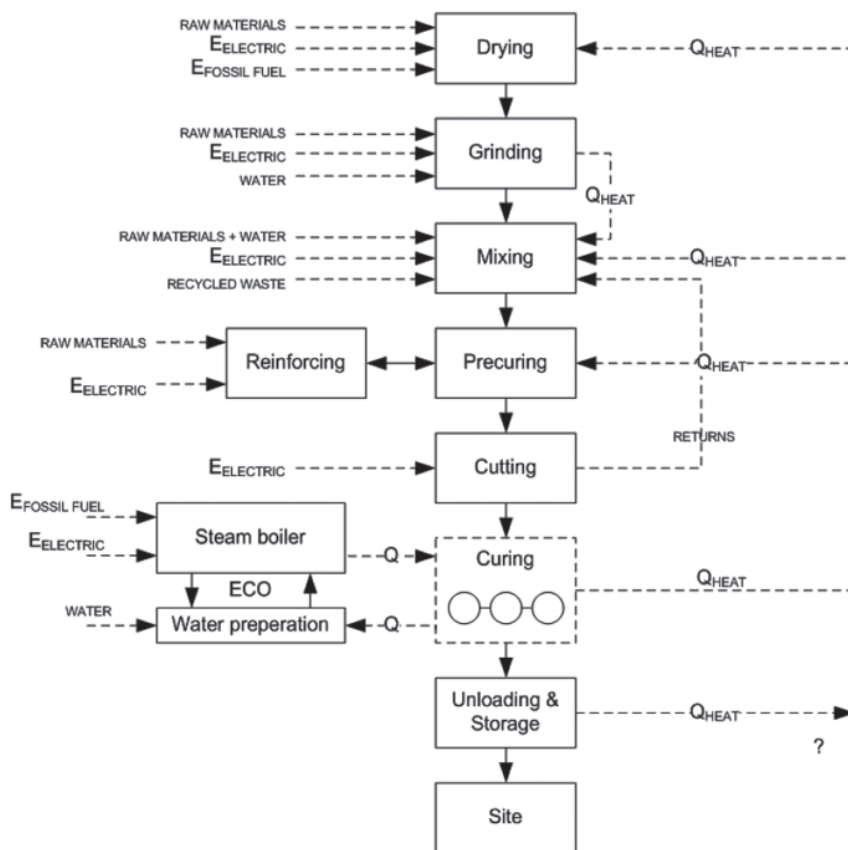 RAW MATERIALS
EELECTRIC
EFOSSIL FUEL
Drying
QHEAT
RAW MATERIALS
EELECTRIC
WATER
Grinding
QHEAT
RAW MATERIALS + WATER
EELECTRIC
RECYCLED WASTE
Mixing
QHEAT
RAW MATERIALS
EELECTRIC
Reinforcing
Precuring
QHEAT
RETURNS
EELECTRIC
Cutting
EFOSSIL FUEL
EELECTRIC
Steam boiler
Q
Curing
QHEAT
ECO
WATER
Water preperation
Q
Unloading &
Storage
QHEAT
?
Site